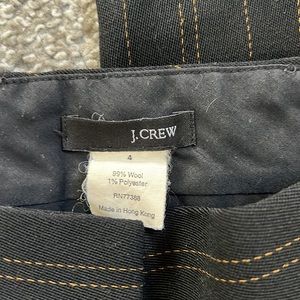 J.CREW
4
99% Wool
1% Polyester
RN77388
Made in Hong Kong